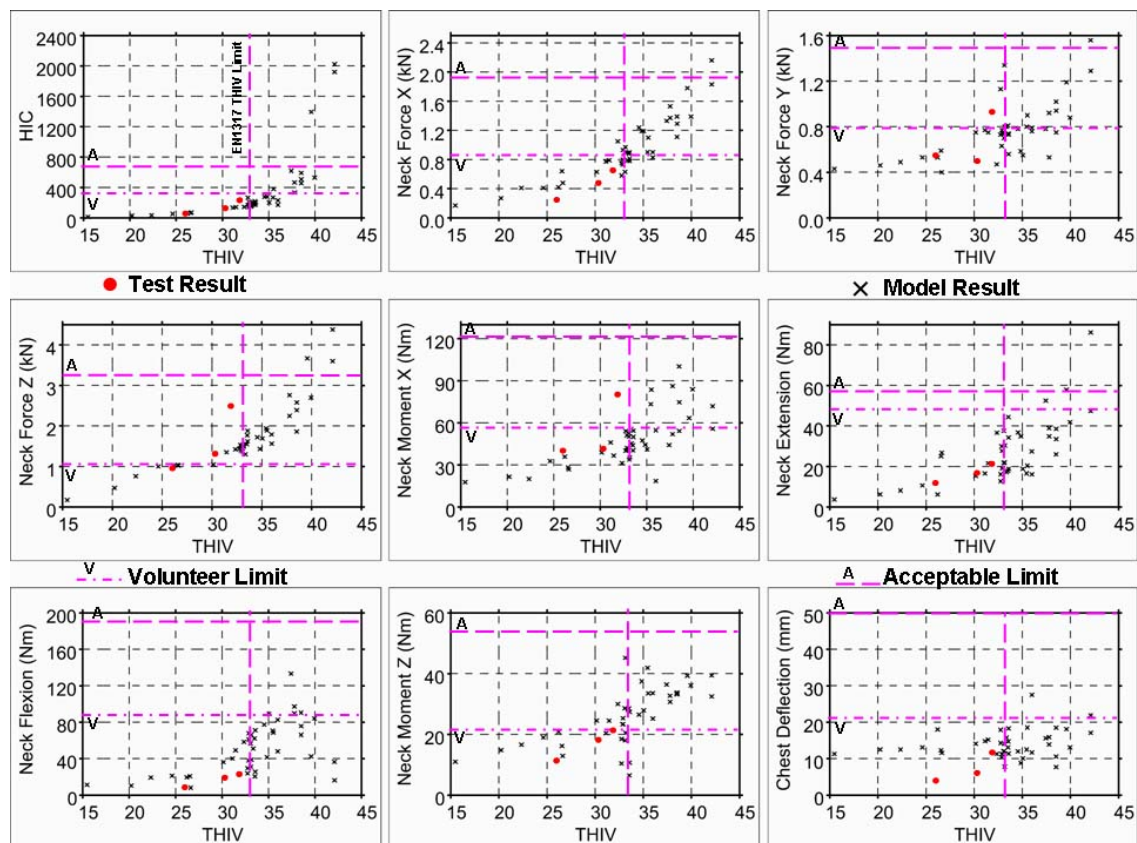 HIC
2400
2000
1600
1200
800
400
0
A
V
EN1317 THIV Limit
15 20 25 30 35 40 45
THIV
Neck Force X (kN)
2.4
2.0
1.6
1.2
0.8
0.4
0.0
A
V
15 20 25 30 35 40 45
THIV
Neck Force Y (kN)
1.6
1.2
0.8
0.4
0.0
A
V
15 20 25 30 35 40 45
THIV
Test Result
Model Result
Neck Force Z (kN)
4
3
2
1
0
A
V
15 20 25 30 35 40 45
THIV
Neck Moment X (Nm)
120
90
60
30
0
A
V
15 20 25 30 35 40 45
THIV
Neck Extension (Nm)
80
60
40
20
0
A
V
15 20 25 30 35 40 45
THIV
V Volunteer Limit
A Acceptable Limit
Neck Flexion (Nm)
200
160
120
80
40
0
A
V
15 20 25 30 35 40 45
THIV
Neck Moment Z (Nm)
60
40
20
0
A
V
15 20 25 30 35 40 45
THIV
Chest Deflection (mm)
50
40
30
20
10
0
A
V
15 20 25 30 35 40 45
THIV